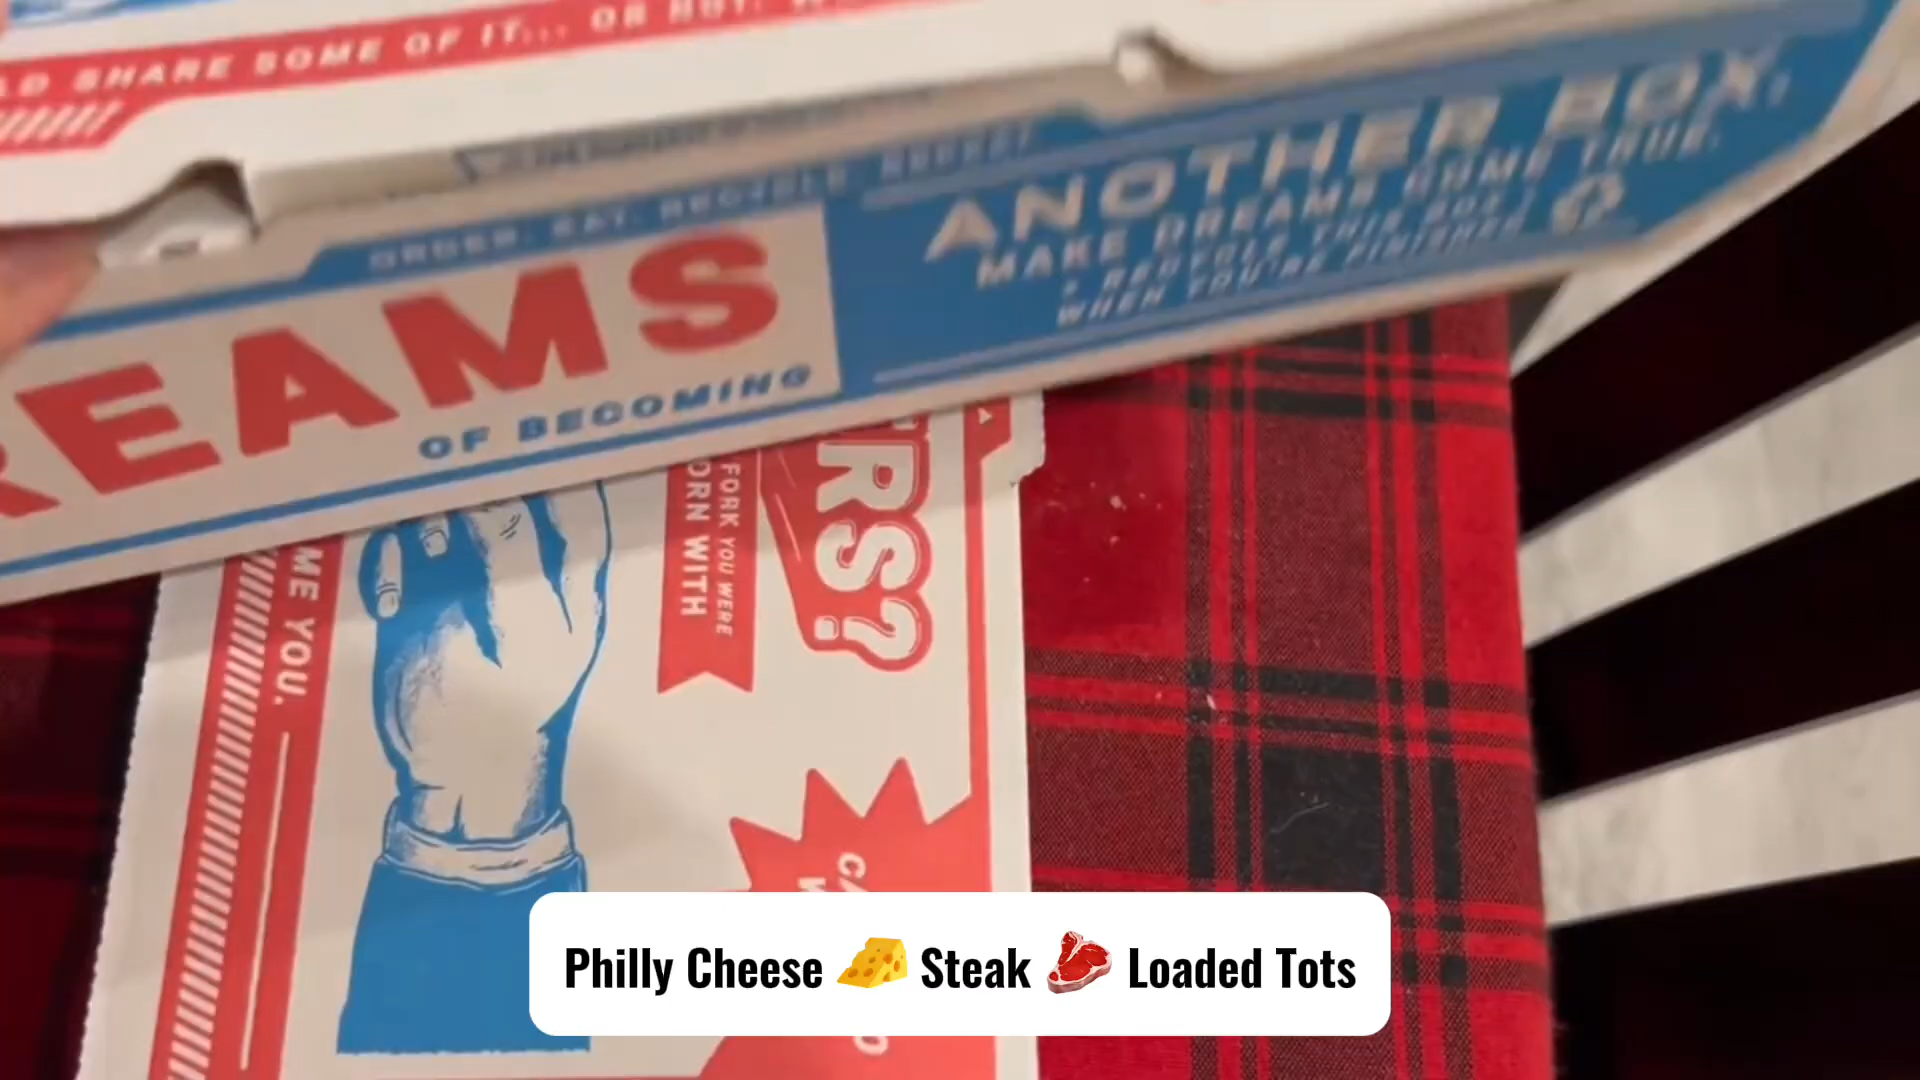 SHARE SOME OF IT... OR NOT.
ORDER. EAT. RECYCLE. REPEAT
EAMS
OF BECOMING
ANOTHER BOX.
MAKE DREAMS COME TRUE.
RECYCLE THIS BOX
WHEN YOU'RE FINISHED
ME YOU.
FORK YOU WERE
ORN WITH
RS?
Philly Cheese 🧀 Steak 🥩 Loaded Tots